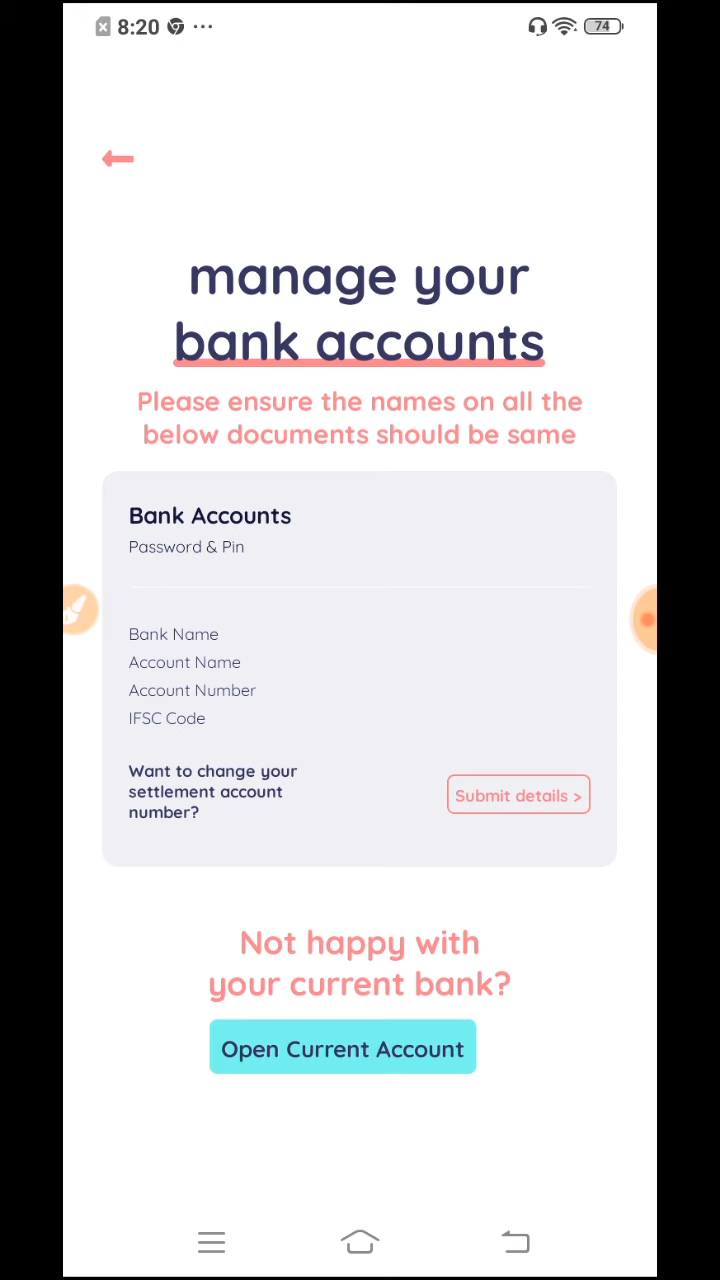 8:20
74
manage your
bank accounts
Please ensure the names on all the
below documents should be same
Bank Accounts
Password & Pin
Bank Name
Account Name
Account Number
IFSC Code
Want to change your
settlement account
number?
Submit details >
Not happy with
your current bank?
Open Current Account